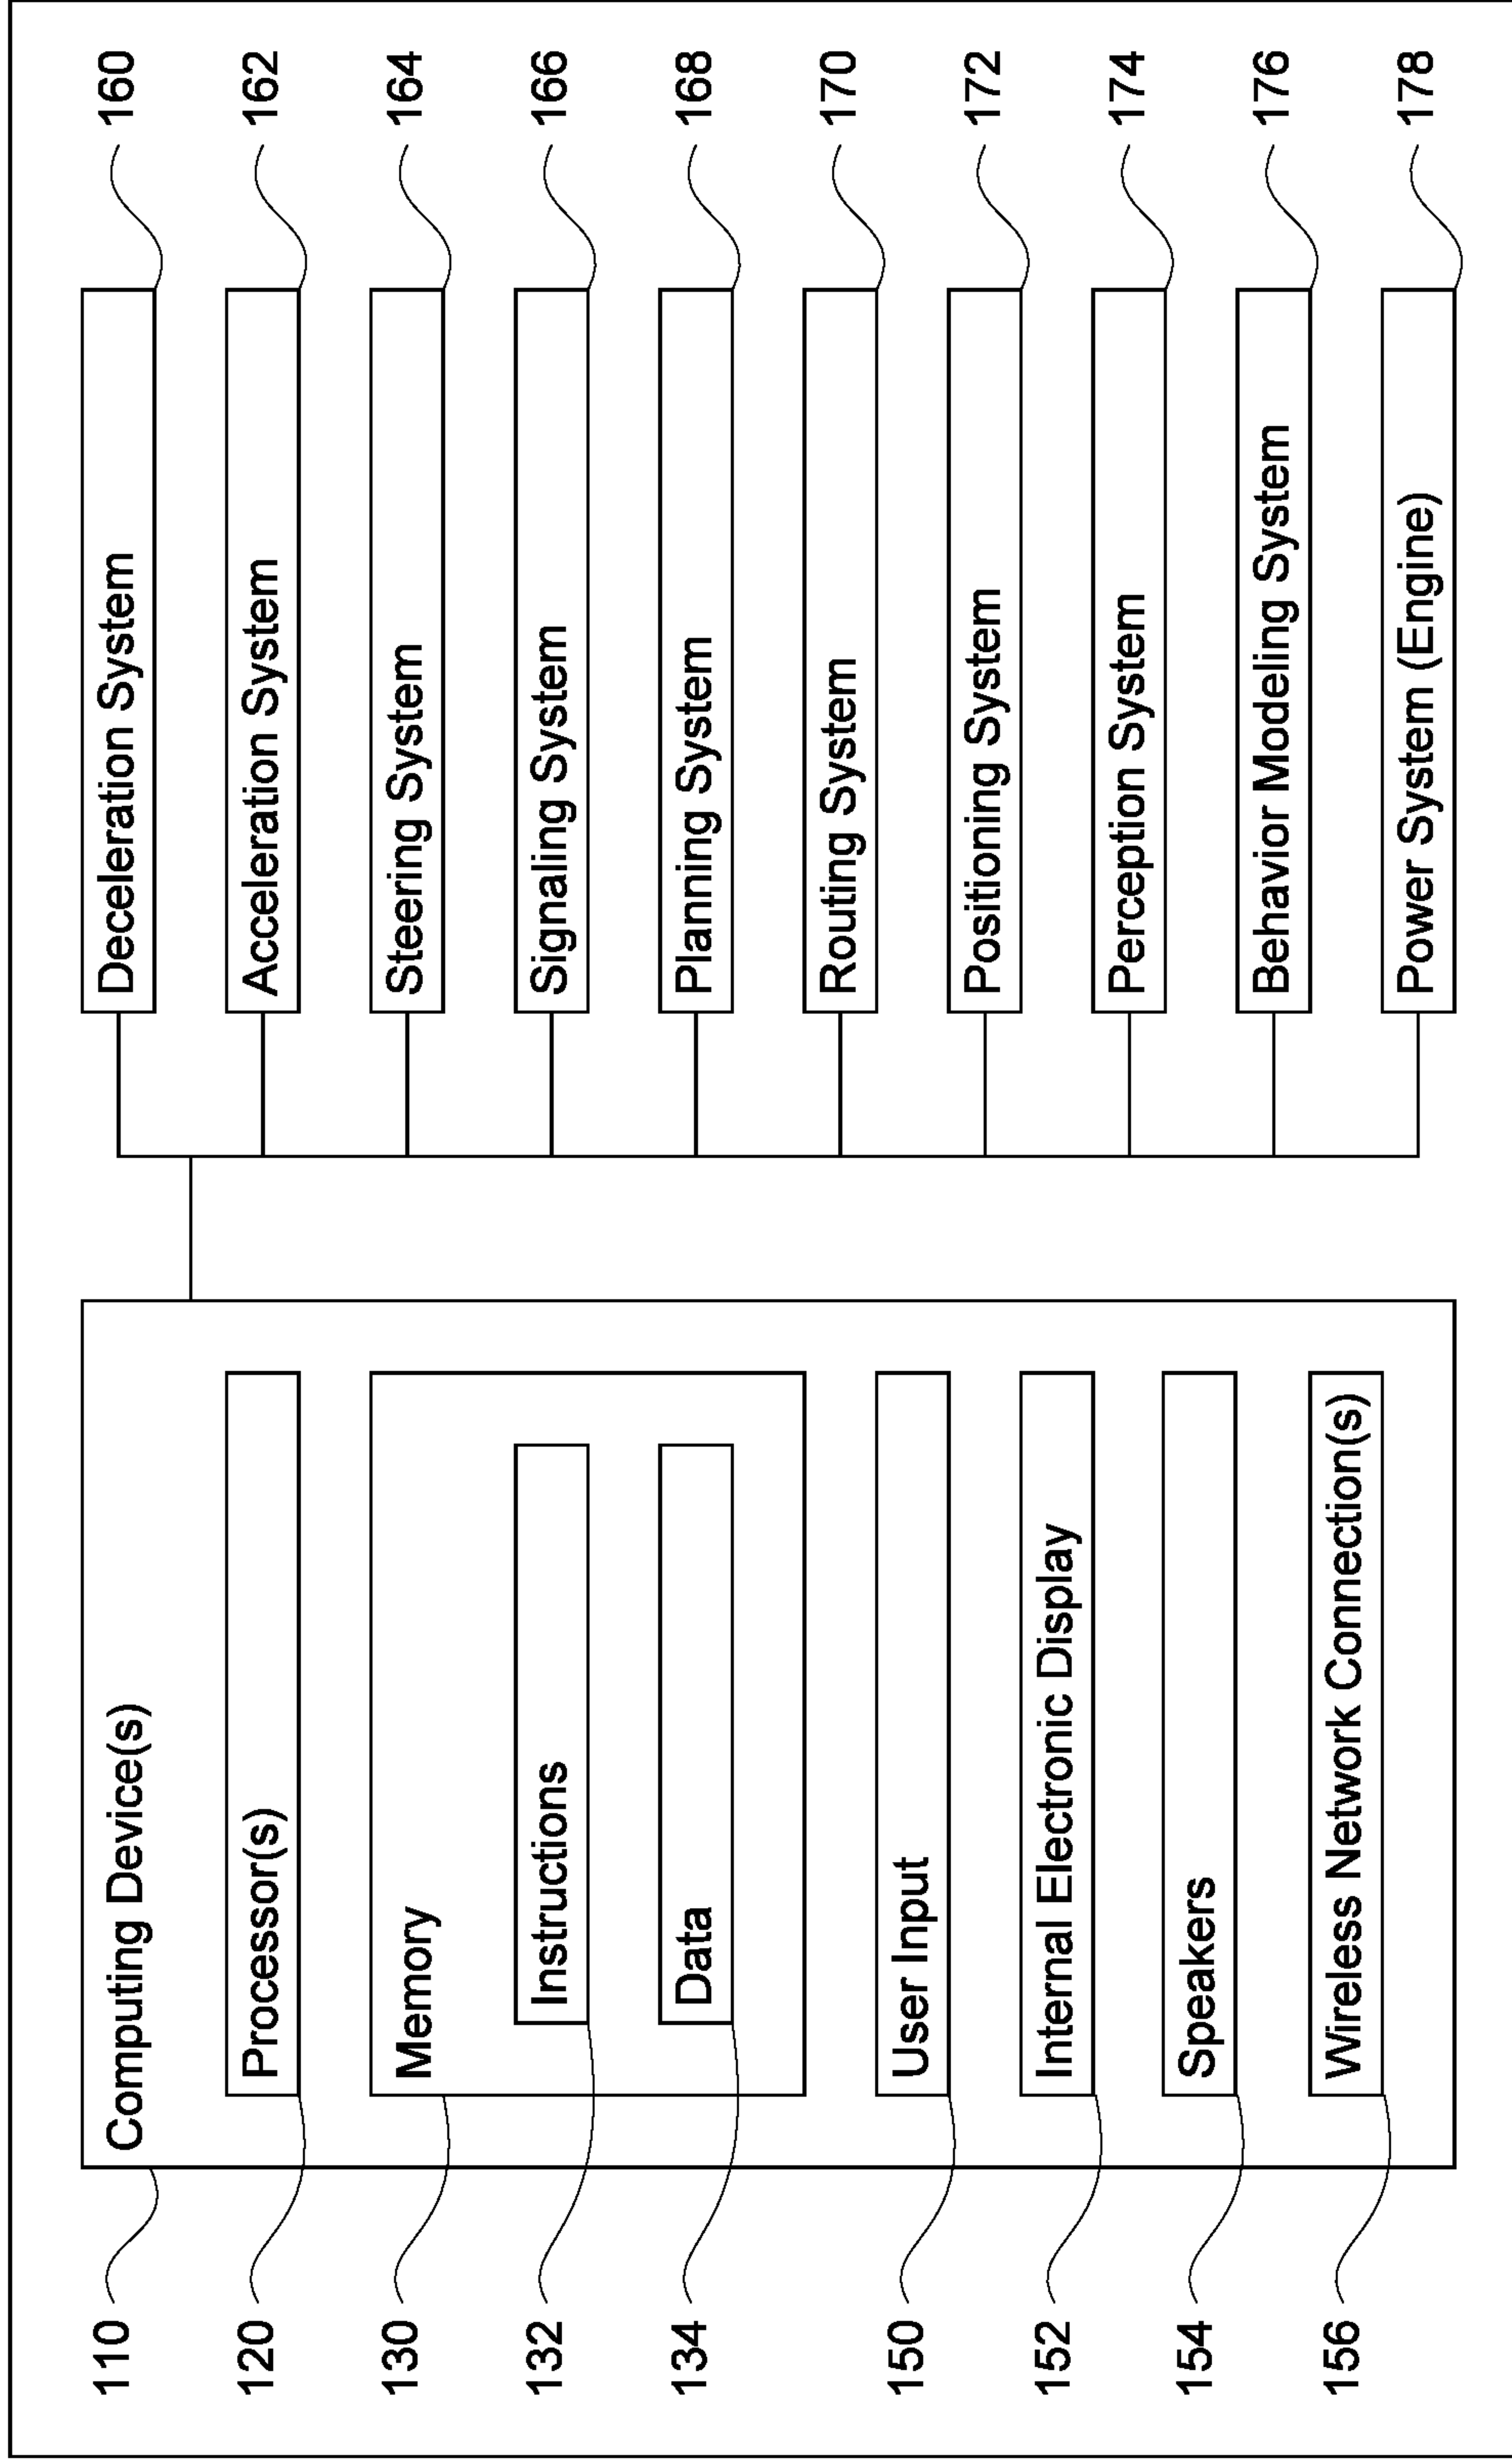 110
Computing Device(s)
120
Processor(s)
130
Memory
132
Instructions
134
Data
150
User Input
152
Internal Electronic Display
154
Speakers
156
Wireless Network Connection(s)
Deceleration System
160
Acceleration System
162
Steering System
164
Signaling System
166
Planning System
168
Routing System
170
Positioning System
172
Perception System
174
Behavior Modeling System
176
Power System (Engine)
178